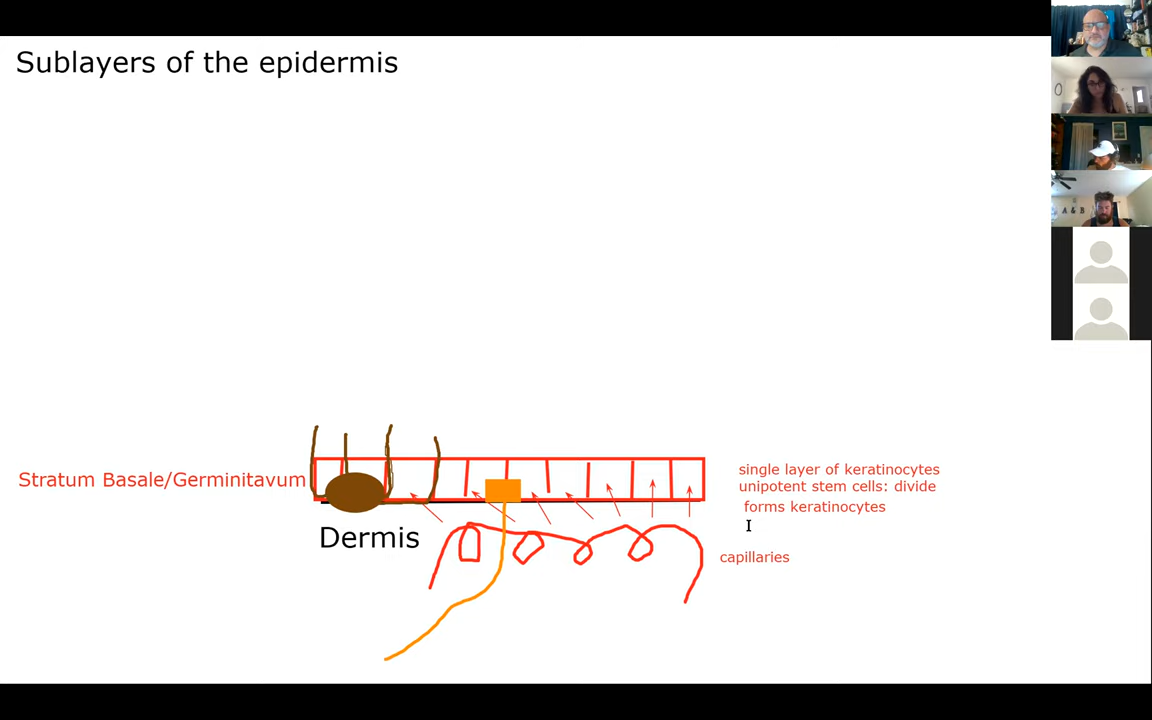 Sublayers of the epidermis
Stratum Basale/Germinitavum
single layer of keratinocytes
unipotent stem cells: divide
forms keratinocytes
Dermis
capillaries
A & B